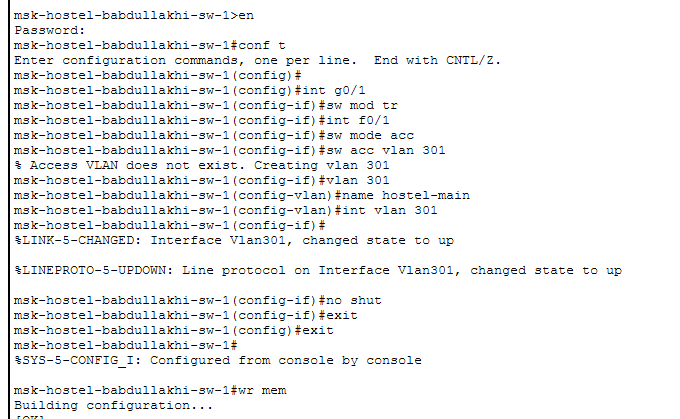 msk-hostel-babdullakhi-sw-1>en
Password:
msk-hostel-babdullakhi-sw-1#conf t
Enter configuration commands, one per line.  End with CNTL/Z.
msk-hostel-babdullakhi-sw-1(config)#
msk-hostel-babdullakhi-sw-1(config)#int g0/1
msk-hostel-babdullakhi-sw-1(config-if)#sw mod tr
msk-hostel-babdullakhi-sw-1(config-if)#int f0/1
msk-hostel-babdullakhi-sw-1(config-if)#sw mode acc
msk-hostel-babdullakhi-sw-1(config-if)#sw acc vlan 301
% Access VLAN does not exist. Creating vlan 301
msk-hostel-babdullakhi-sw-1(config-if)#vlan 301
msk-hostel-babdullakhi-sw-1(config-vlan)#name hostel-main
msk-hostel-babdullakhi-sw-1(config-vlan)#int vlan 301
msk-hostel-babdullakhi-sw-1(config-if)#
%LINK-5-CHANGED: Interface Vlan301, changed state to up
%LINEPROTO-5-UPDOWN: Line protocol on Interface Vlan301, changed state to up
msk-hostel-babdullakhi-sw-1(config-if)#no shut
msk-hostel-babdullakhi-sw-1(config-if)#exit
msk-hostel-babdullakhi-sw-1(config)#exit
msk-hostel-babdullakhi-sw-1#
%SYS-5-CONFIG_I: Configured from console by console
msk-hostel-babdullakhi-sw-1#wr mem
Building configuration...
[OK]